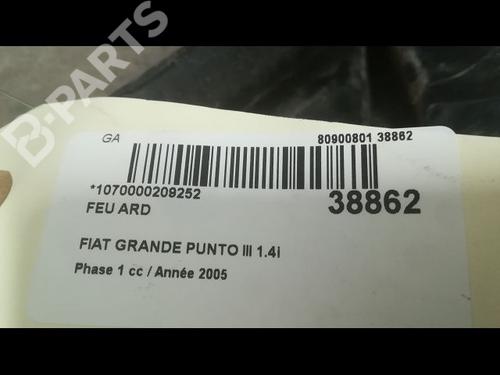 B-PARTS
GA 80900801 38862
*1070000209252 38862
FEU ARD
FIAT GRANDE PUNTO III 1.4i
Phase 1 cc / Année 2005